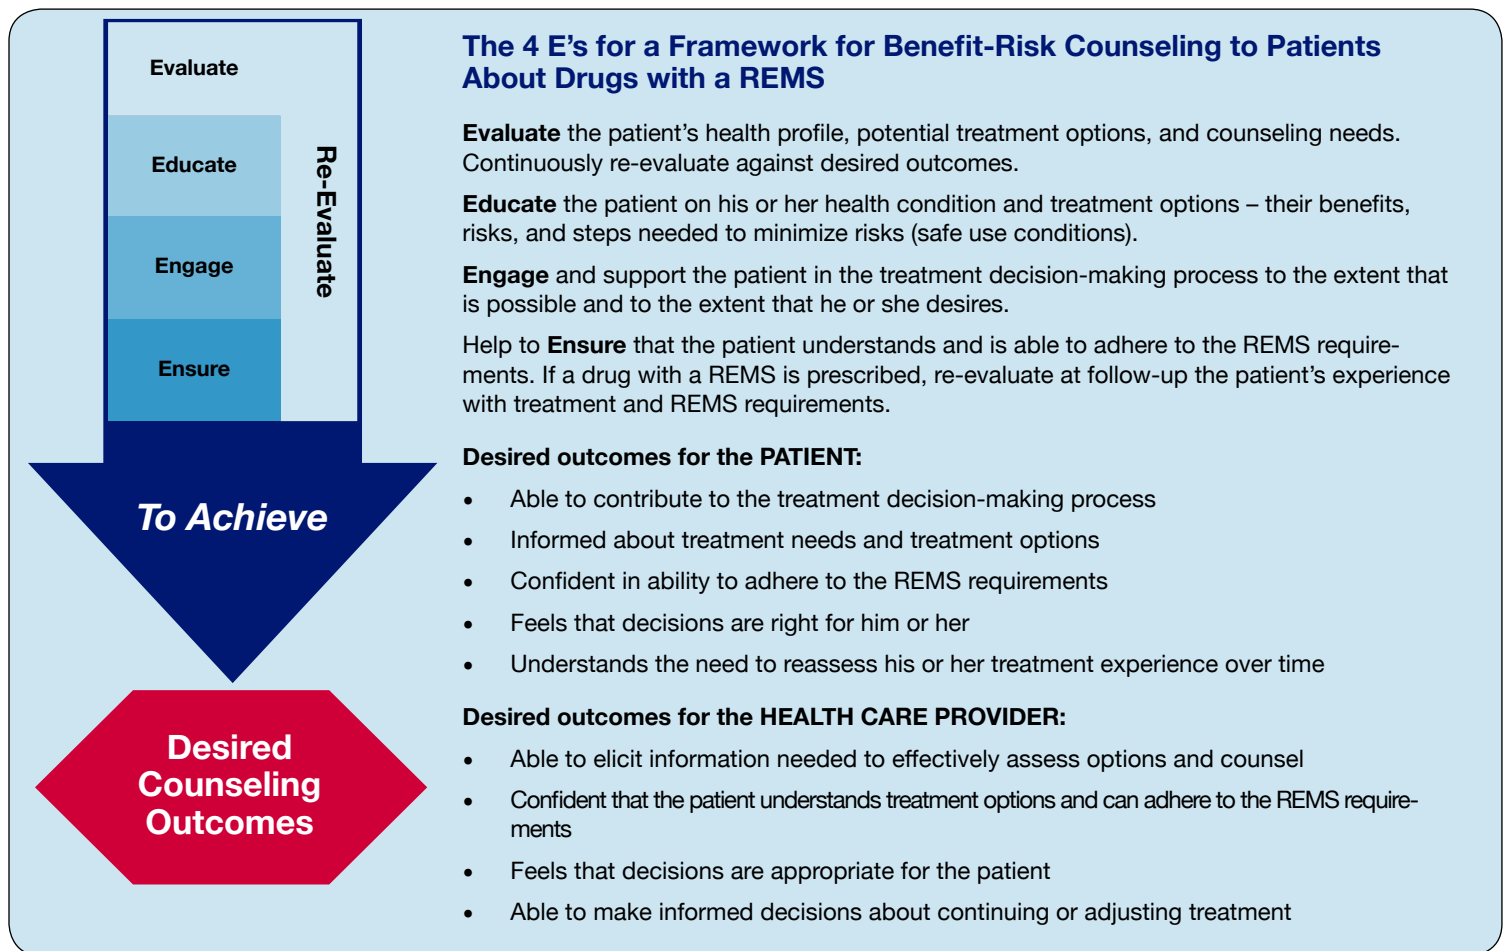 Evaluate
Educate
Engage
Ensure
Re-Evaluate
To Achieve
Desired
Counseling
Outcomes
The 4 E’s for a Framework for Benefit-Risk Counseling to Patients
About Drugs with a REMS
Evaluate the patient’s health profile, potential treatment options, and counseling needs.
Continuously re-evaluate against desired outcomes.
Educate the patient on his or her health condition and treatment options – their benefits,
risks, and steps needed to minimize risks (safe use conditions).
Engage and support the patient in the treatment decision-making process to the extent that
is possible and to the extent that he or she desires.
Help to Ensure that the patient understands and is able to adhere to the REMS require-
ments. If a drug with a REMS is prescribed, re-evaluate at follow-up the patient’s experience
with treatment and REMS requirements.
Desired outcomes for the PATIENT:
• Able to contribute to the treatment decision-making process
• Informed about treatment needs and treatment options
• Confident in ability to adhere to the REMS requirements
• Feels that decisions are right for him or her
• Understands the need to reassess his or her treatment experience over time
Desired outcomes for the HEALTH CARE PROVIDER:
• Able to elicit information needed to effectively assess options and counsel
• Confident that the patient understands treatment options and can adhere to the REMS require-
ments
• Feels that decisions are appropriate for the patient
• Able to make informed decisions about continuing or adjusting treatment